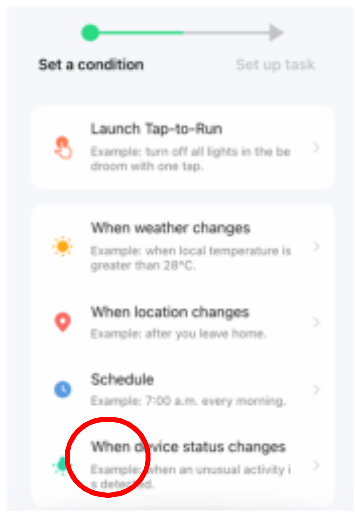 Set a condition
Set up task
Launch Tap-to-Run
Example: turn off all lights in the be
droom with one tap.
When weather changes
Example: when local temperature is
greater than 28°C.
When location changes
Example: after you leave home.
Schedule
Example: 7:00 a.m. every morning.
When device status changes
Example: when an unusual activity i
s detected.